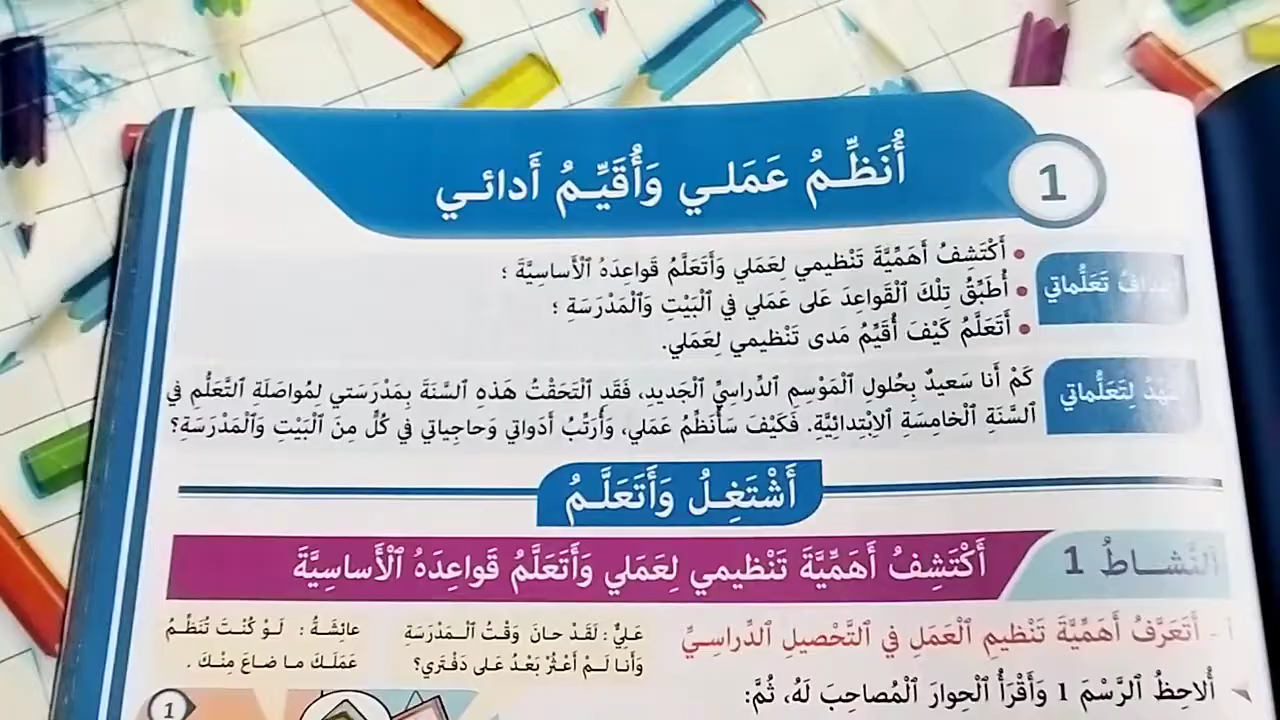 1
أُنَظِّمُ عَمَلي وَأُقَيِّمُ أَدائي
تَعَلُّماتي
• أَكْتَشِفُ أَهَمِّيَّةَ تَنْظيمي لِعَمَلي وَأَتَعَلَّمُ قَواعِدَهُ ٱلْأَساسِيَّةَ ؛
• أُطَبِّقُ تِلْكَ ٱلْقَواعِدَ عَلى عَمَلي في ٱلْبَيْتِ وَٱلْمَدْرَسَةِ ؛
• أَتَعَلَّمُ كَيْفَ أُقَيِّمُ مَدى تَنْظيمي لِعَمَلي.
لِتَعَلُّماتي
كَمْ أَنا سَعيدٌ بِحُلولِ ٱلْمَوْسِمِ ٱلدِّراسِيِّ ٱلْجَديدِ، فَقَد ٱلْتَحَقْتُ هَذِهِ ٱلسَّنَةَ بِمَدْرَسَتي لِمُواصَلَةِ ٱلتَّعَلُّمِ في
ٱلسَّنَةِ ٱلْخامِسَةِ ٱلِابْتِدائِيَّةِ. فَكَيْفَ سَأُنَظِّمُ عَمَلي، وَأُرَتِّبُ أَدَواتي وَحاجِياتي في كُلٍّ مِنَ ٱلْبَيْتِ وَٱلْمَدْرَسَةِ؟
أَشْتَغِلُ وَأَتَعَلَّمُ
ٱلنَّشاطُ 1
أَكْتَشِفُ أَهَمِّيَّةَ تَنْظيمي لِعَمَلي وَأَتَعَلَّمُ قَواعِدَهُ ٱلْأَساسِيَّةَ
أ - أَتَعَرَّفُ أَهَمِّيَّةَ تَنْظيمِ ٱلْعَمَلِ في ٱلتَّحْصيلِ ٱلدِّراسِيِّ
أُلاحِظُ ٱلرَّسْمَ 1 وَأَقْرَأُ ٱلْحِوارَ ٱلْمُصاحِبَ لَهُ، ثُمَّ:
عَلِيٌّ : لَقَدْ حانَ وَقْتُ ٱلْمَدْرَسَةِ
وَأَنا لَمْ أَعْثُرْ بَعْدُ عَلى دَفْتَري؟
عائِشَةُ : لَوْ كُنْتَ تُنَظِّمُ
عَمَلَكَ ما ضاعَ مِنْكَ .
1